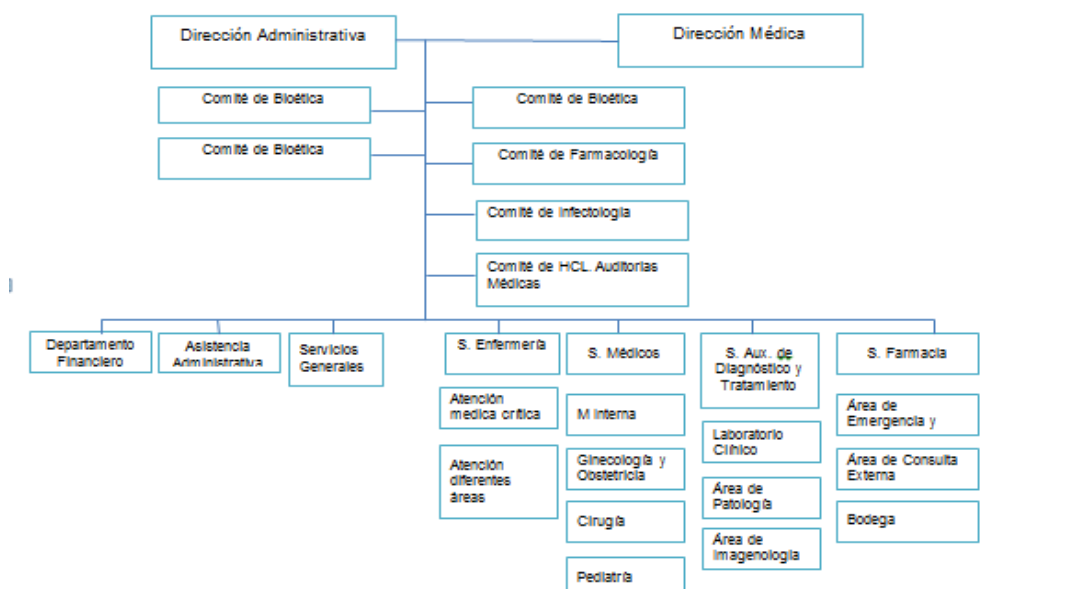 Dirección Administrativa
Dirección Médica
Comité de Bioética
Comité de Bioética
Comité de Bioética
Comité de Farmacología
Comité de Infectología
Comité de HCL. Auditorias
Médicas
Departamento
Financiero
Asistencia
Administrativa
Servicios
Generales
S. Enfermería
Atención
medica crítica
Atención
diferentes
áreas
S. Médicos
M Interna
Ginecología y
Obstetricia
Cirugía
Pediatría
S. Aux. de
Diagnóstico y
Tratamiento
Laboratorio
Clínico
Área de
Patología
Área de
Imagenología
S. Farmacia
Área de
Emergencia y
Área de Consulta
Externa
Bodega